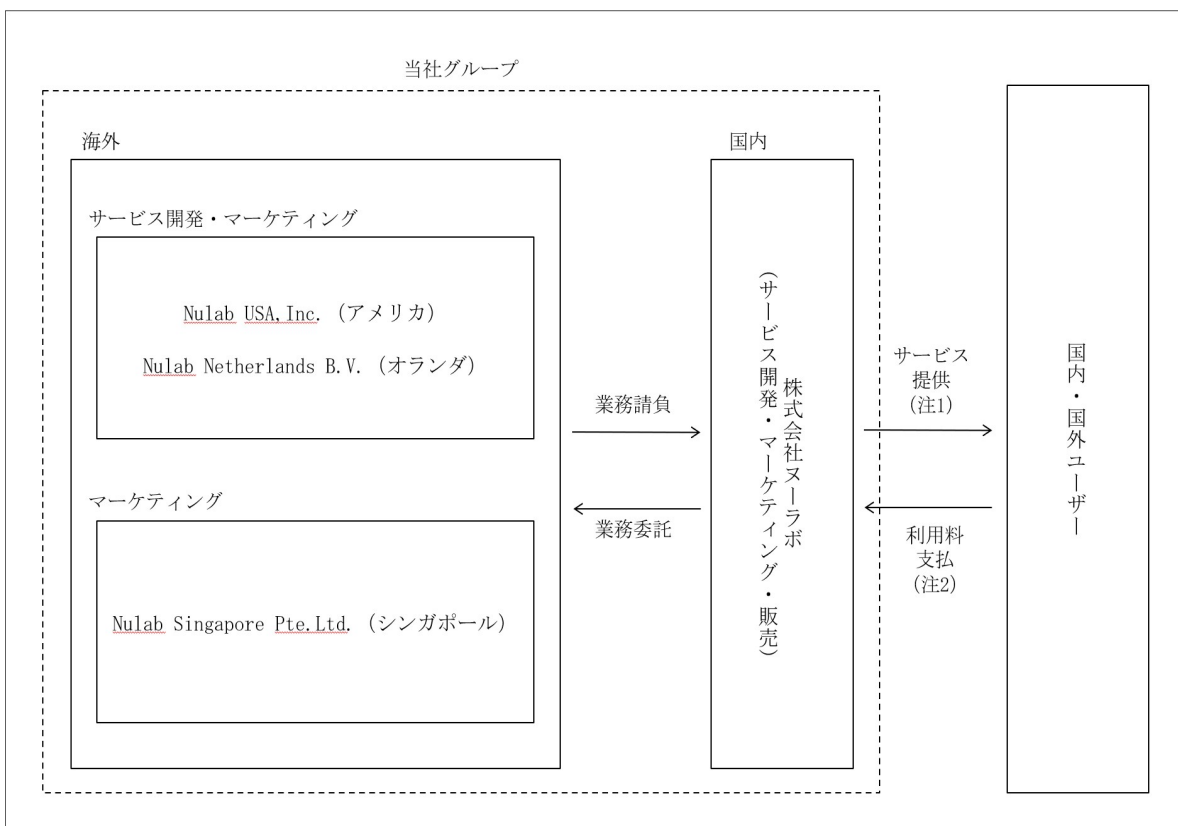 当社グループ
海外
サービス開発・マーケティング
Nulab USA,Inc. (アメリカ)
Nulab Netherlands B.V. (オランダ)
マーケティング
Nulab Singapore Pte.Ltd. (シンガポール)
業務請負
業務委託
国内
株式会社ヌーラボ
(サービス開発・マーケティング・販売)
サービス
提供
(注1)
利用料
支払
(注2)
国内・国外ユーザー